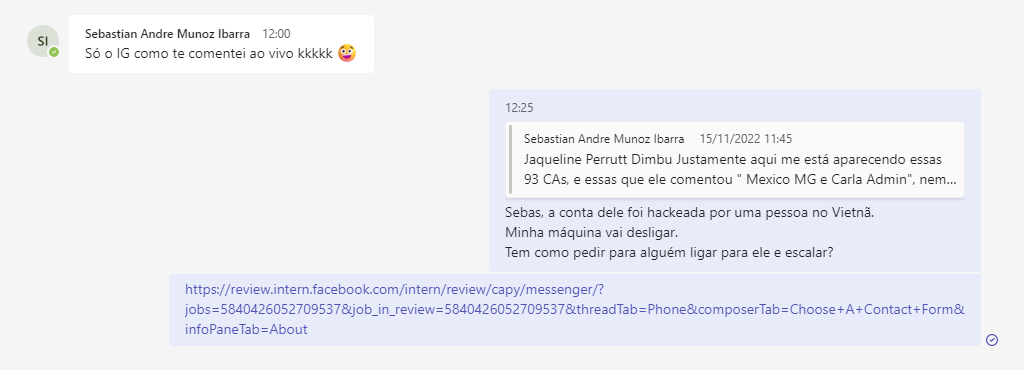 SI
Sebastian Andre Munoz Ibarra 12:00
Só o IG como te comentei ao vivo kkkkk
12:25
Sebastian Andre Munoz Ibarra 15/11/2022 11:45
Jaqueline Perrutt Dimbu Justamente aqui me está aparecendo essas
93 CAs, e essas que ele comentou " Mexico MG e Carla Admin", nem...
Sebas, a conta dele foi hackeada por uma pessoa no Vietnã.
Minha máquina vai desligar.
Tem como pedir para alguém ligar para ele e escalar?
https://review.intern.facebook.com/intern/review/capy/messenger/?
jobs=5840426052709537&job_in_review=5840426052709537&threadTab=Phone&composerTab=Choose+A+Contact+Form&
infoPaneTab=About